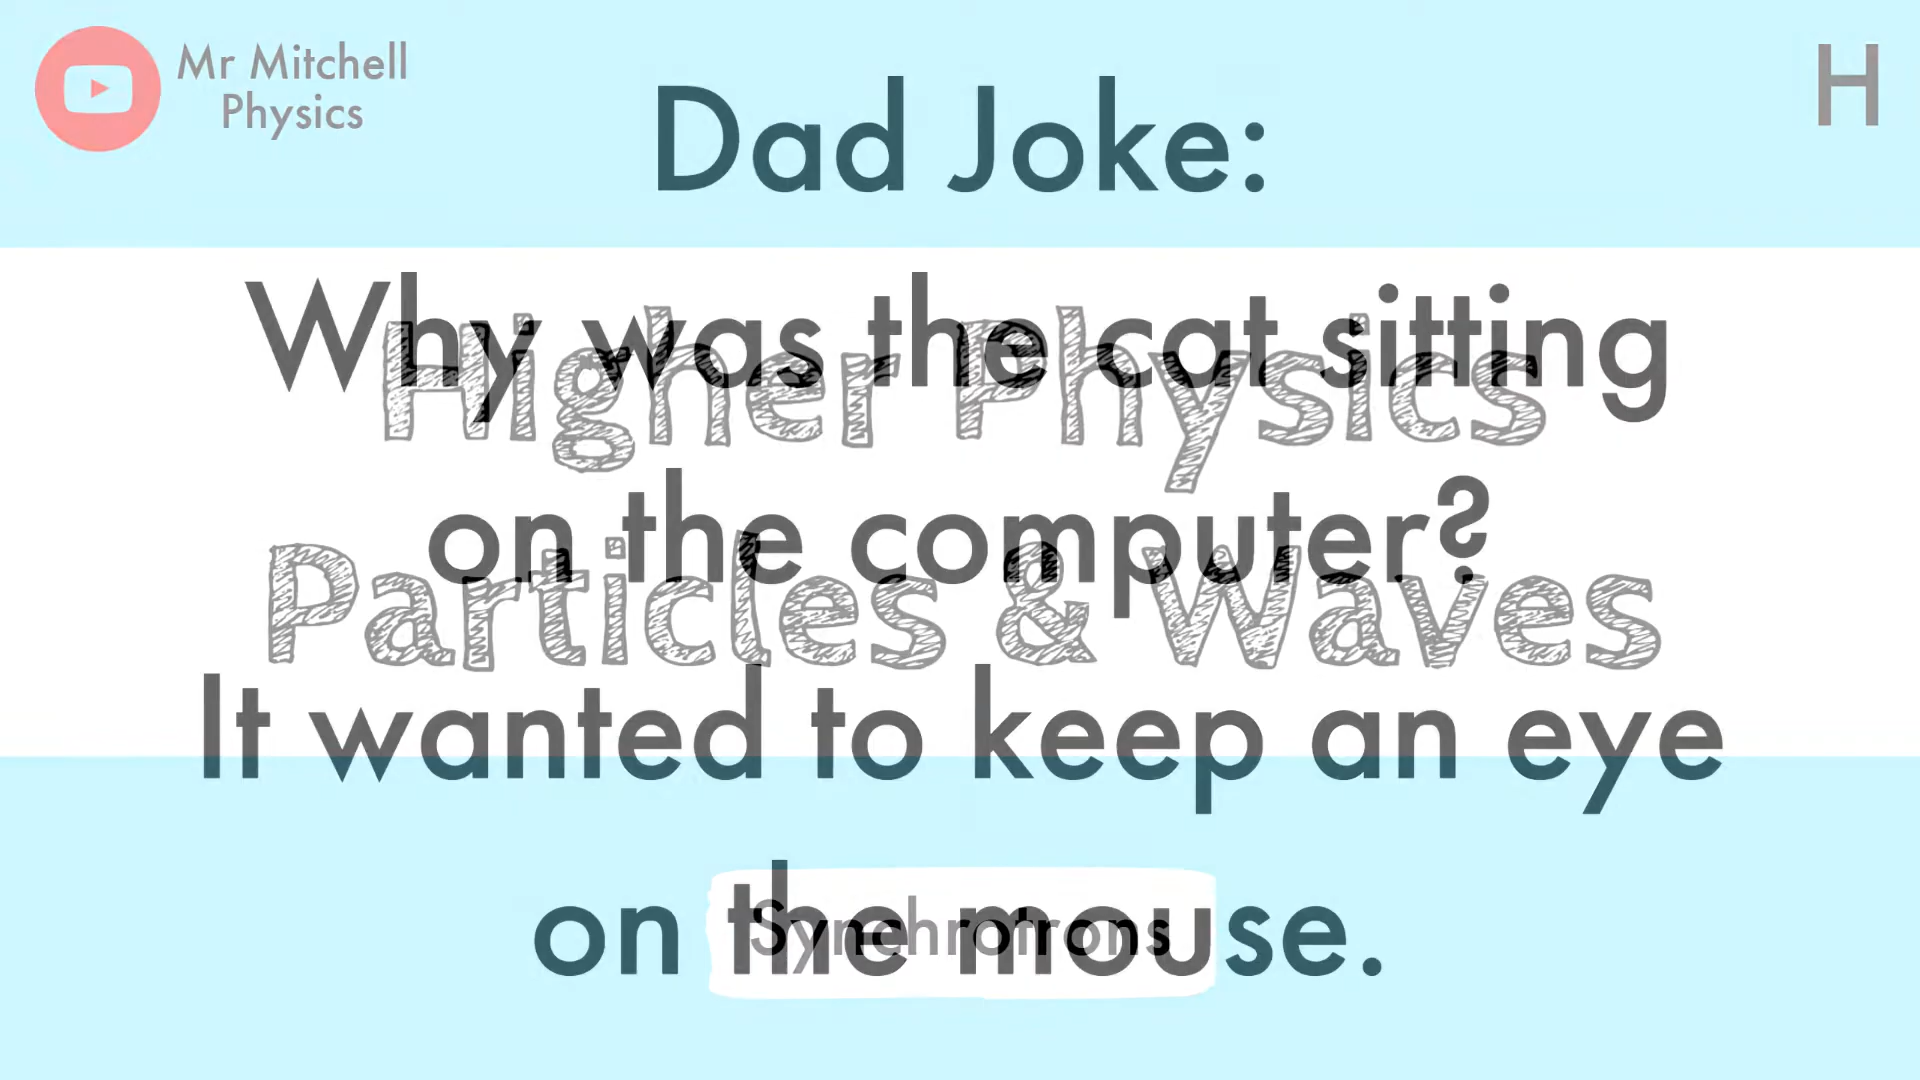 Mr Mitchell
Physics
H
Dad Joke:
Why was the cat sitting
Higher Physics
on the computer?
Particles & Waves
It wanted to keep an eye
on the mouse.
Synchrotrons